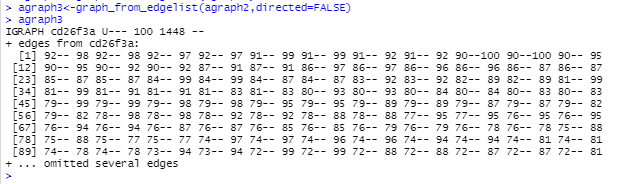 > agraph3<-graph_from_edgelist(agraph2,directed=FALSE)
> agraph3
IGRAPH cd26f3a U--- 100 1448 --
+ edges from cd26f3a:
 [1] 92-- 98 92-- 98 92-- 97 92-- 97 91-- 99 91-- 99 91-- 92 91-- 92 90--100 90--100 90-- 95
[12] 90-- 95 90-- 92 90-- 92 87-- 91 87-- 91 86-- 97 86-- 97 86-- 96 86-- 96 86-- 87 86-- 87
[23] 85-- 87 85-- 87 84-- 99 84-- 99 84-- 87 84-- 87 83-- 92 83-- 92 82-- 89 82-- 89 81-- 99
[34] 81-- 99 81-- 91 81-- 91 81-- 83 81-- 83 80-- 93 80-- 93 80-- 84 80-- 84 80-- 83 80-- 83
[45] 79-- 99 79-- 99 79-- 98 79-- 98 79-- 95 79-- 95 79-- 89 79-- 89 79-- 87 79-- 87 79-- 82
[56] 79-- 82 78-- 98 78-- 98 78-- 92 78-- 92 78-- 88 78-- 88 77-- 95 77-- 95 76-- 95 76-- 95
[67] 76-- 94 76-- 94 76-- 87 76-- 87 76-- 85 76-- 85 76-- 79 76-- 79 76-- 78 76-- 78 75-- 88
[78] 75-- 88 75-- 77 75-- 77 74-- 97 74-- 97 74-- 96 74-- 96 74-- 94 74-- 94 74-- 81 74-- 81
[89] 74-- 78 74-- 78 73-- 94 73-- 94 72-- 99 72-- 99 72-- 88 72-- 88 72-- 87 72-- 87 72-- 81
+ ... omitted several edges
>